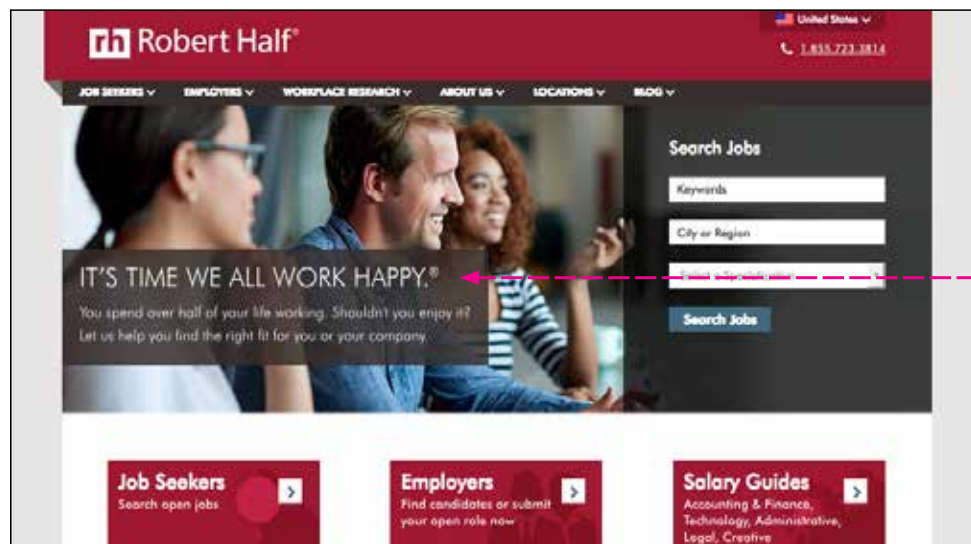 United States
rh Robert Half®
1.855.723.3814
JOB SEEKERS EMPLOYERS WORKPLACE RESEARCH ABOUT US LOCATIONS BLOG
Search Jobs
Keywords
City or Region
Select a Specialization
Search Jobs
IT'S TIME WE ALL WORK HAPPY.®
You spend over half of your life working. Shouldn't you enjoy it?
Let us help you find the right fit for you or your company.
Job Seekers
Search open jobs
Employers
Find candidates or submit
your open role now
Salary Guides
Accounting & Finance,
Technology, Administrative,
Legal, Creative